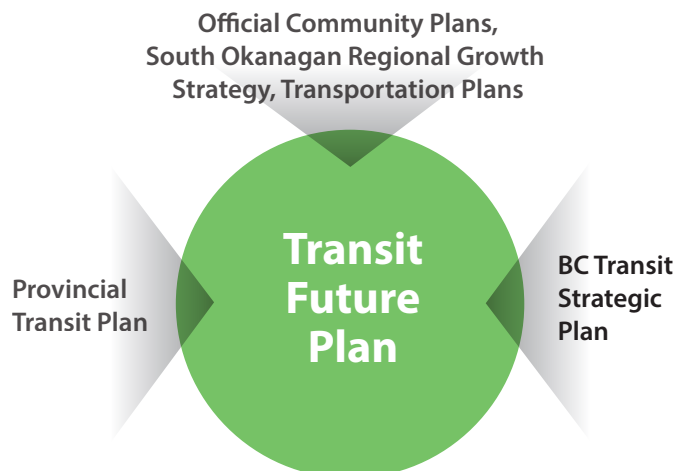 Official Community Plans,
South Okanagan Regional Growth
Strategy, Transportation Plans
Transit
Future
Plan
Provincial
Transit Plan
BC Transit
Strategic
Plan